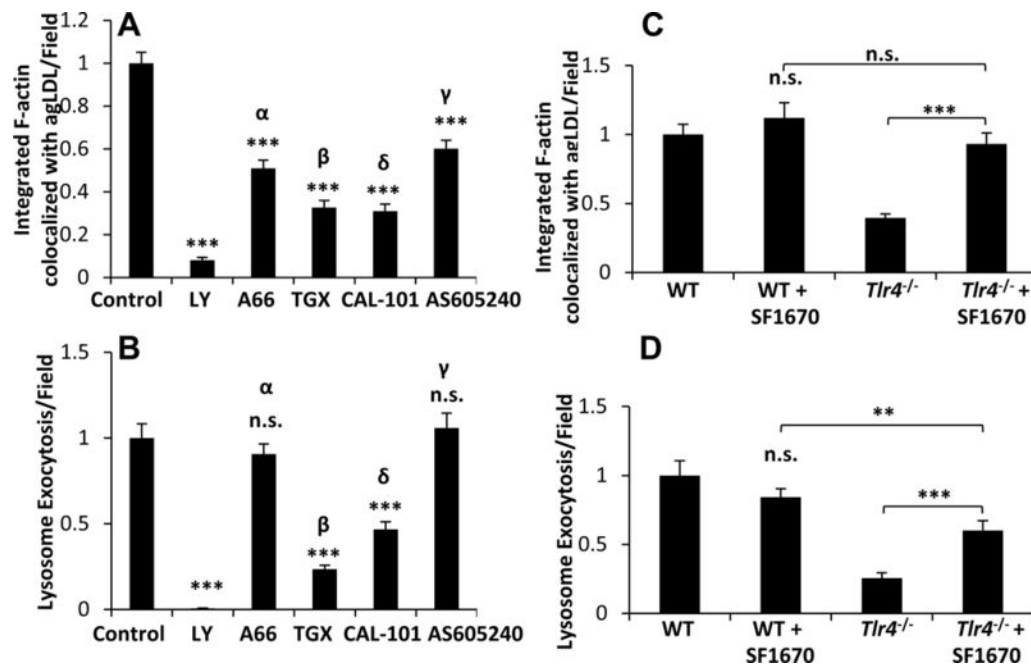 A
Integrated F-actin
colocalized with agLDL/Field
1.2
1
0.8
0.6
0.4
0.2
0
***
α
***
β
***
δ
***
γ
***
Control LY A66 TGX CAL-101 AS605240
B
Lysosome Exocytosis/Field
1.5
1
0.5
0
***
α
n.s.
β
***
δ
***
γ
n.s.
Control LY A66 TGX CAL-101 AS605240
C
Integrated F-actin
colocalized with agLDL/Field
1.5
1
0.5
0
n.s.
n.s.
***
WT WT + Tlr4-/- Tlr4-/- +
SF1670 SF1670
D
Lysosome Exocytosis/Field
1.5
1
0.5
0
**
n.s.
***
WT WT + Tlr4-/- Tlr4-/- +
SF1670 SF1670